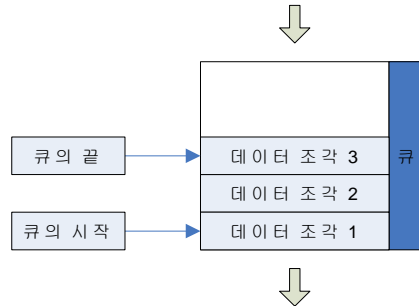 큐의 끝
데이터 조각 3
큐
데이터 조각 2
큐의 시작
데이터 조각 1